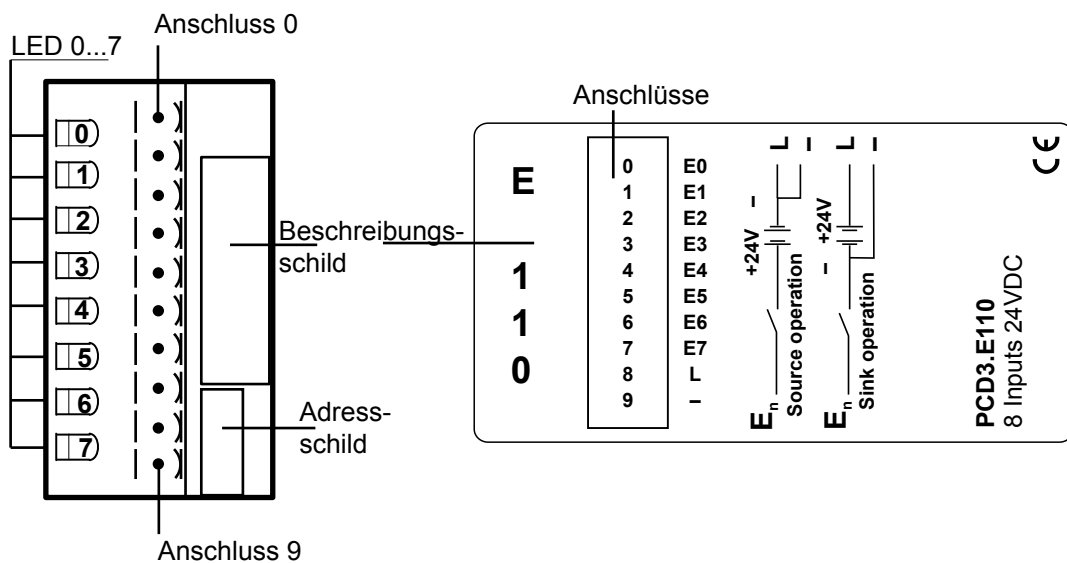 Anschluss 0
LED 0...7
0
1
2
3
4
5
6
7
Beschreibungs-
schild
Adress-
schild
Anschluss 9
Anschlüsse
E
1
1
0
0 E0
1 E1
2 E2
3 E3
4 E4
5 E5
6 E6
7 E7
8 L
9 –
En +24V – L –
Source operation
En – +24V L –
Sink operation
PCD3.E110
8 Inputs 24VDC
CE